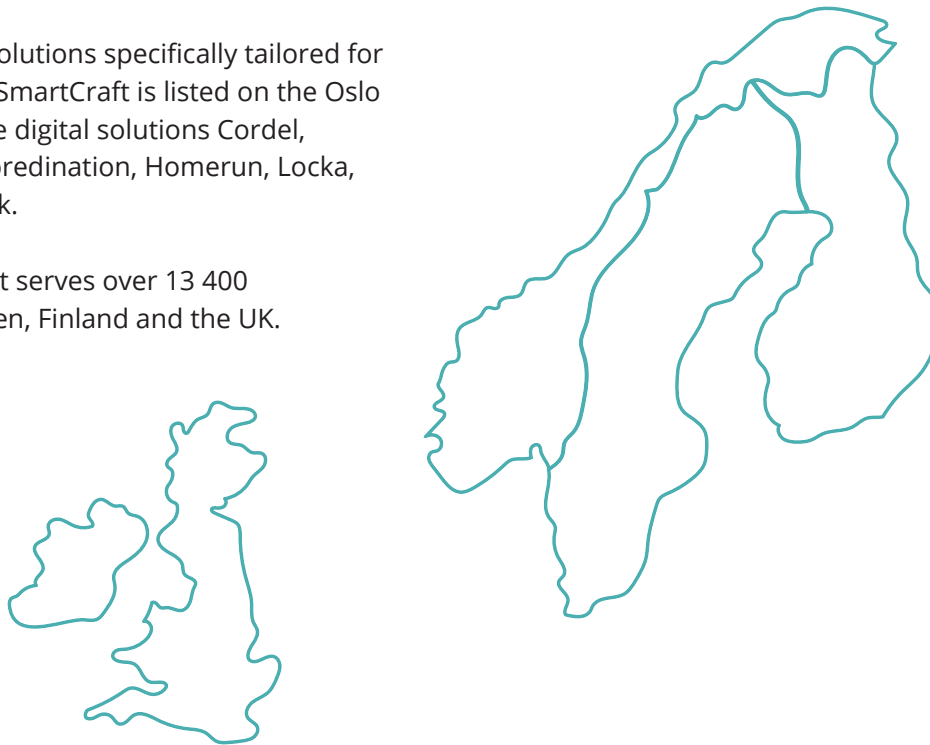 olutions specifically tailored for
SmartCraft is listed on the Oslo
e digital solutions Cordel,
oredination, Homerun, Locka,
k.
t serves over 13 400
en, Finland and the UK.